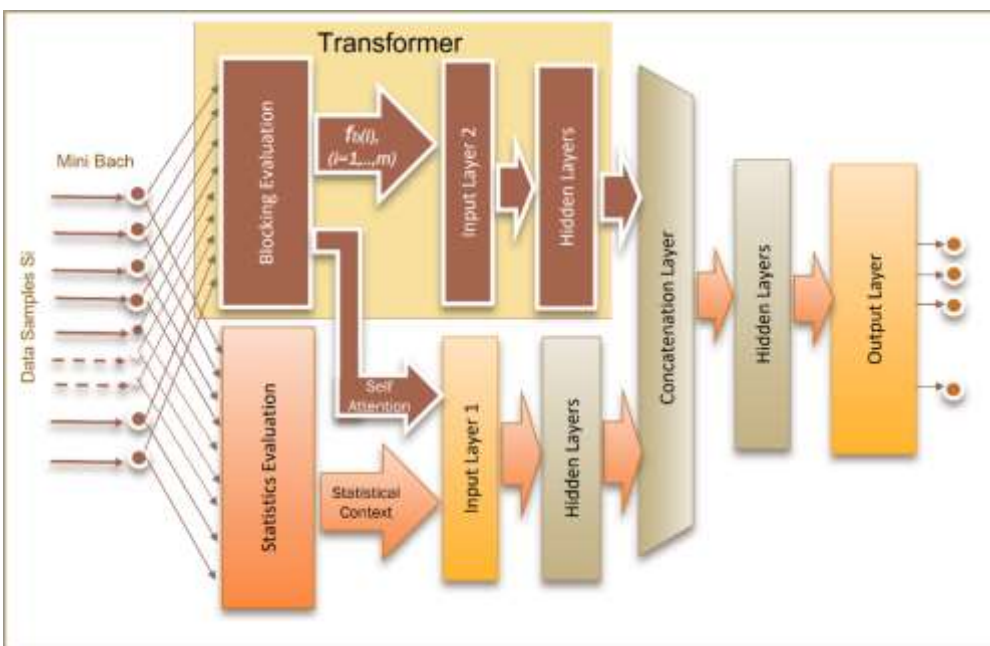 Transformer
Mini Bach
Data Samples Si
Blocking Evaluation
fb(i),
(i=1,..,m)
Input Layer 2
Hidden Layers
Concatenation Layer
Hidden Layers
Output Layer
Statistics Evaluation
Self
Attention
Statistical
Context
Input Layer 1
Hidden Layers